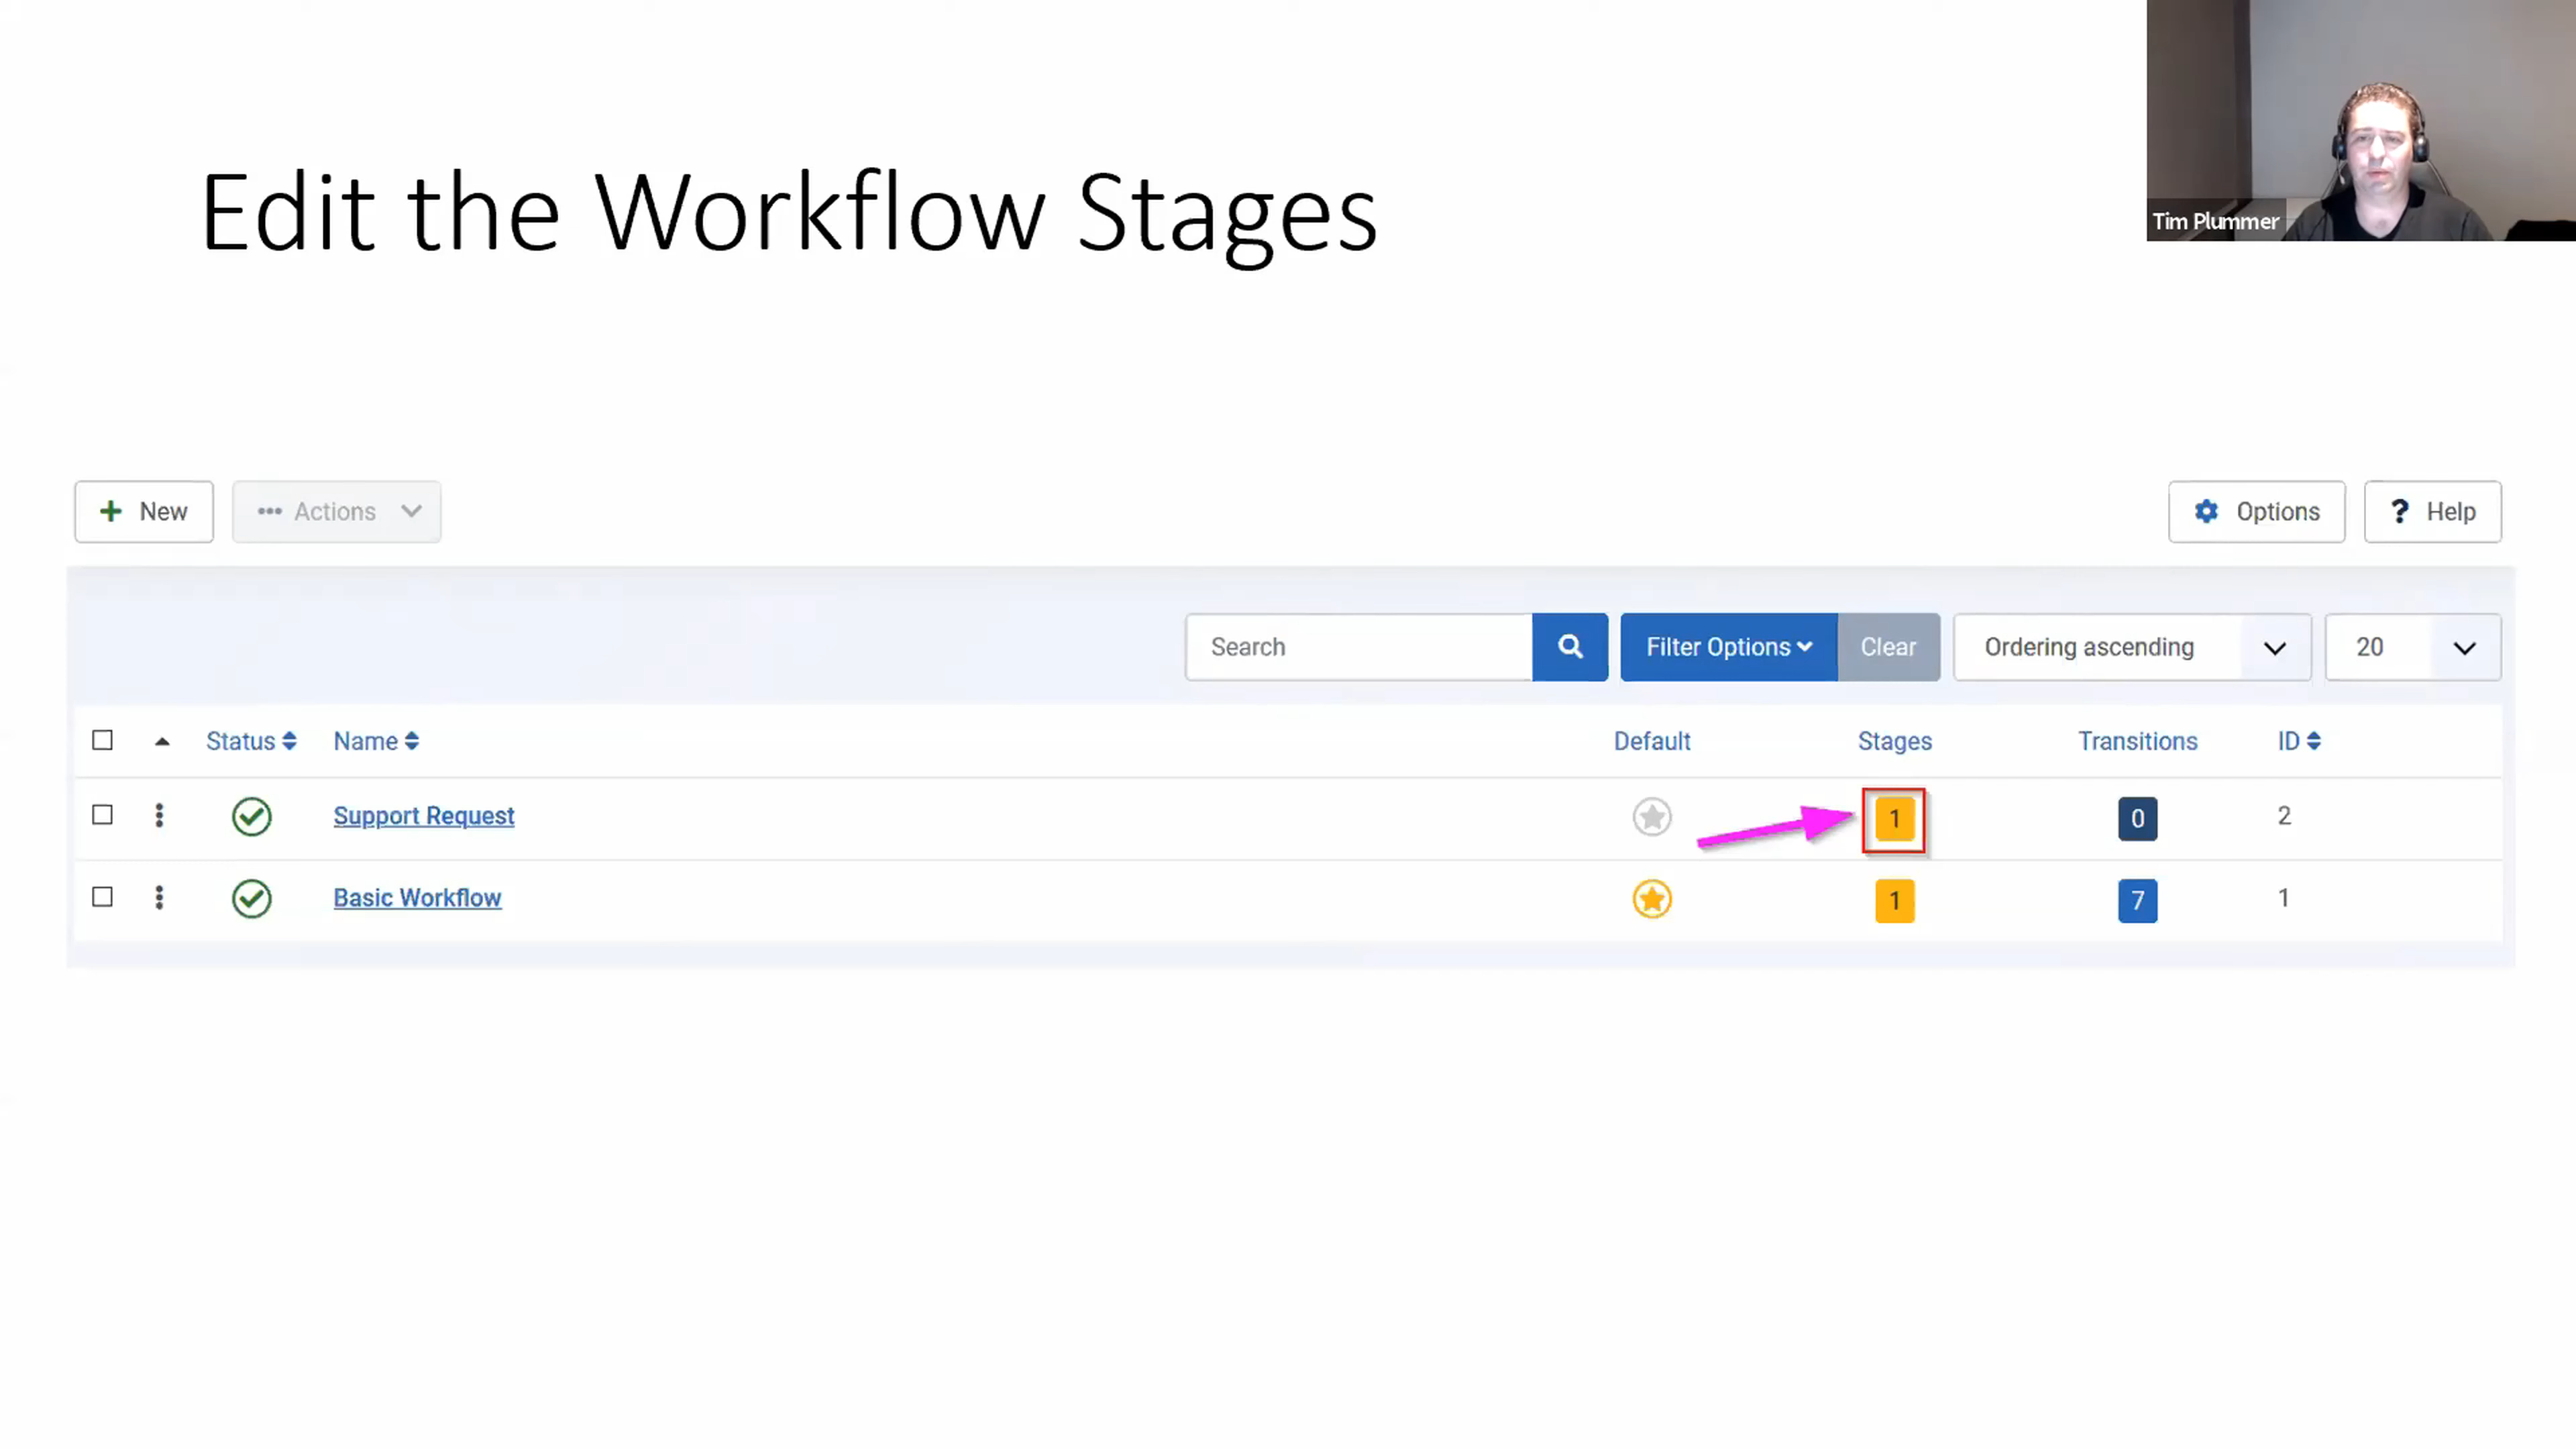 Tim Plummer
Edit the Workflow Stages
New Actions Options ? Help
Search Filter Options Clear Ordering ascending 20
Status Name Default Stages Transitions ID
Support Request 1 0 2
Basic Workflow 1 7 1